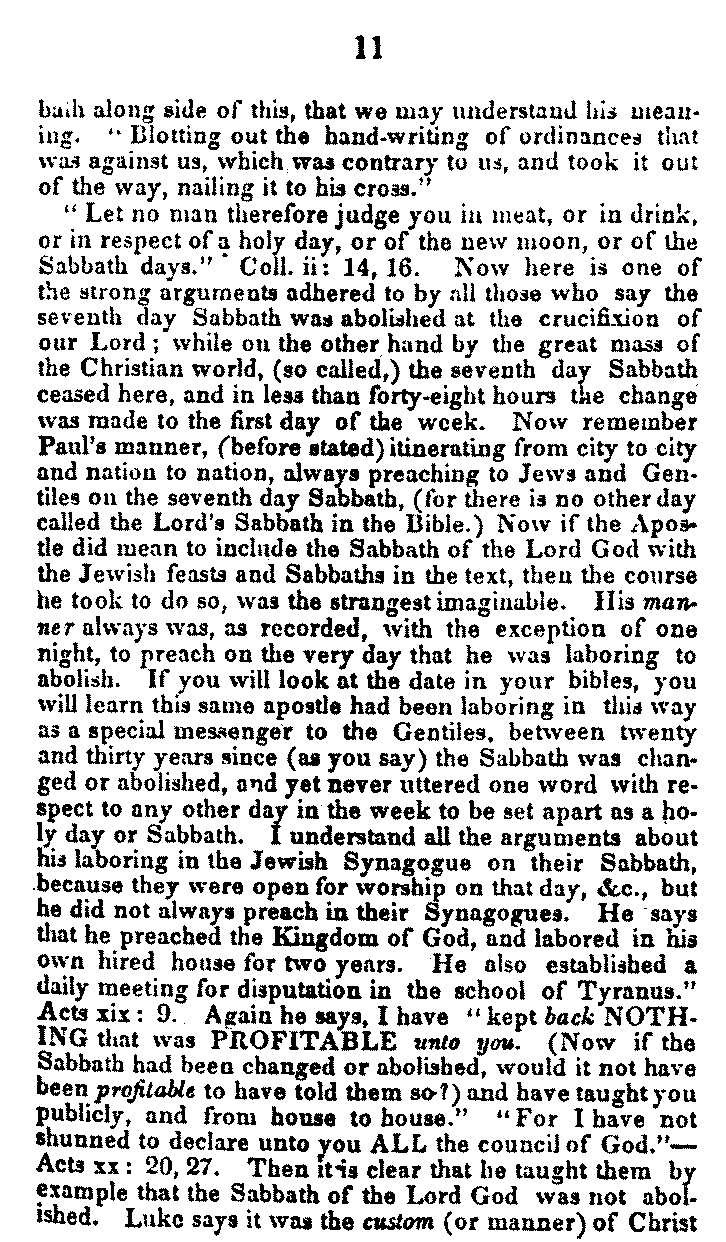 11
bath along side of this, that we may understand his mean-
ing. " Blotting out the hand-writing of ordinances that
was against us, which was contrary to us, and took it out
of the way, nailing it to his cross."
" Let no man therefore judge you in meat, or in drink,
or in respect of a holy day, or of the new moon, or of the
Sabbath days." Coll. ii: 14, 16. Now here is one of
the strong arguments adhered to by all those who say the
seventh day Sabbath was abolished at the crucifixion of
our Lord; while on the other hand by the great mass of
the Christian world, (so called,) the seventh day Sabbath
ceased here, and in less than forty-eight hours the change
was made to the first day of the week. Now remember
Paul's manner, (before stated) itinerating from city to city
and nation to nation, always preaching to Jews and Gen-
tiles on the seventh day Sabbath, (for there is no other day
called the Lord's Sabbath in the Bible.) Now if the Apos-
tle did mean to include the Sabbath of the Lord God with
the Jewish feasts and Sabbaths in the text, then the course
he took to do so, was the strangest imaginable. His man-
ner always was, as recorded, with the exception of one
night, to preach on the very day that he was laboring to
abolish. If you will look at the date in your bibles, you
will learn this same apostle had been laboring in this way
as a special messenger to the Gentiles, between twenty
and thirty years since (as you say) the Sabbath was chan-
ged or abolished, and yet never uttered one word with re-
spect to any other day in the week to be set apart as a ho-
ly day or Sabbath. I understand all the arguments about
his laboring in the Jewish Synagogue on their Sabbath,
because they were open for worship on that day, &c., but
he did not always preach in their Synagogues. He says
that he preached the Kingdom of God, and labored in his
own hired house for two years. He also established a
daily meeting for disputation in the school of Tyranus."
Acts xix: 9. Again he says, I have " kept back NOTH-
ING that was PROFITABLE unto you. (Now if the
Sabbath had been changed or abolished, would it not have
been profitable to have told them so?) and have taught you
publicly, and from house to house." "For I have not
shunned to declare unto you ALL the council of God."—
Acts xx: 20, 27. Then it is clear that he taught them by
example that the Sabbath of the Lord God was not abol-
ished. Luke says it was the custom (or manner) of Christ